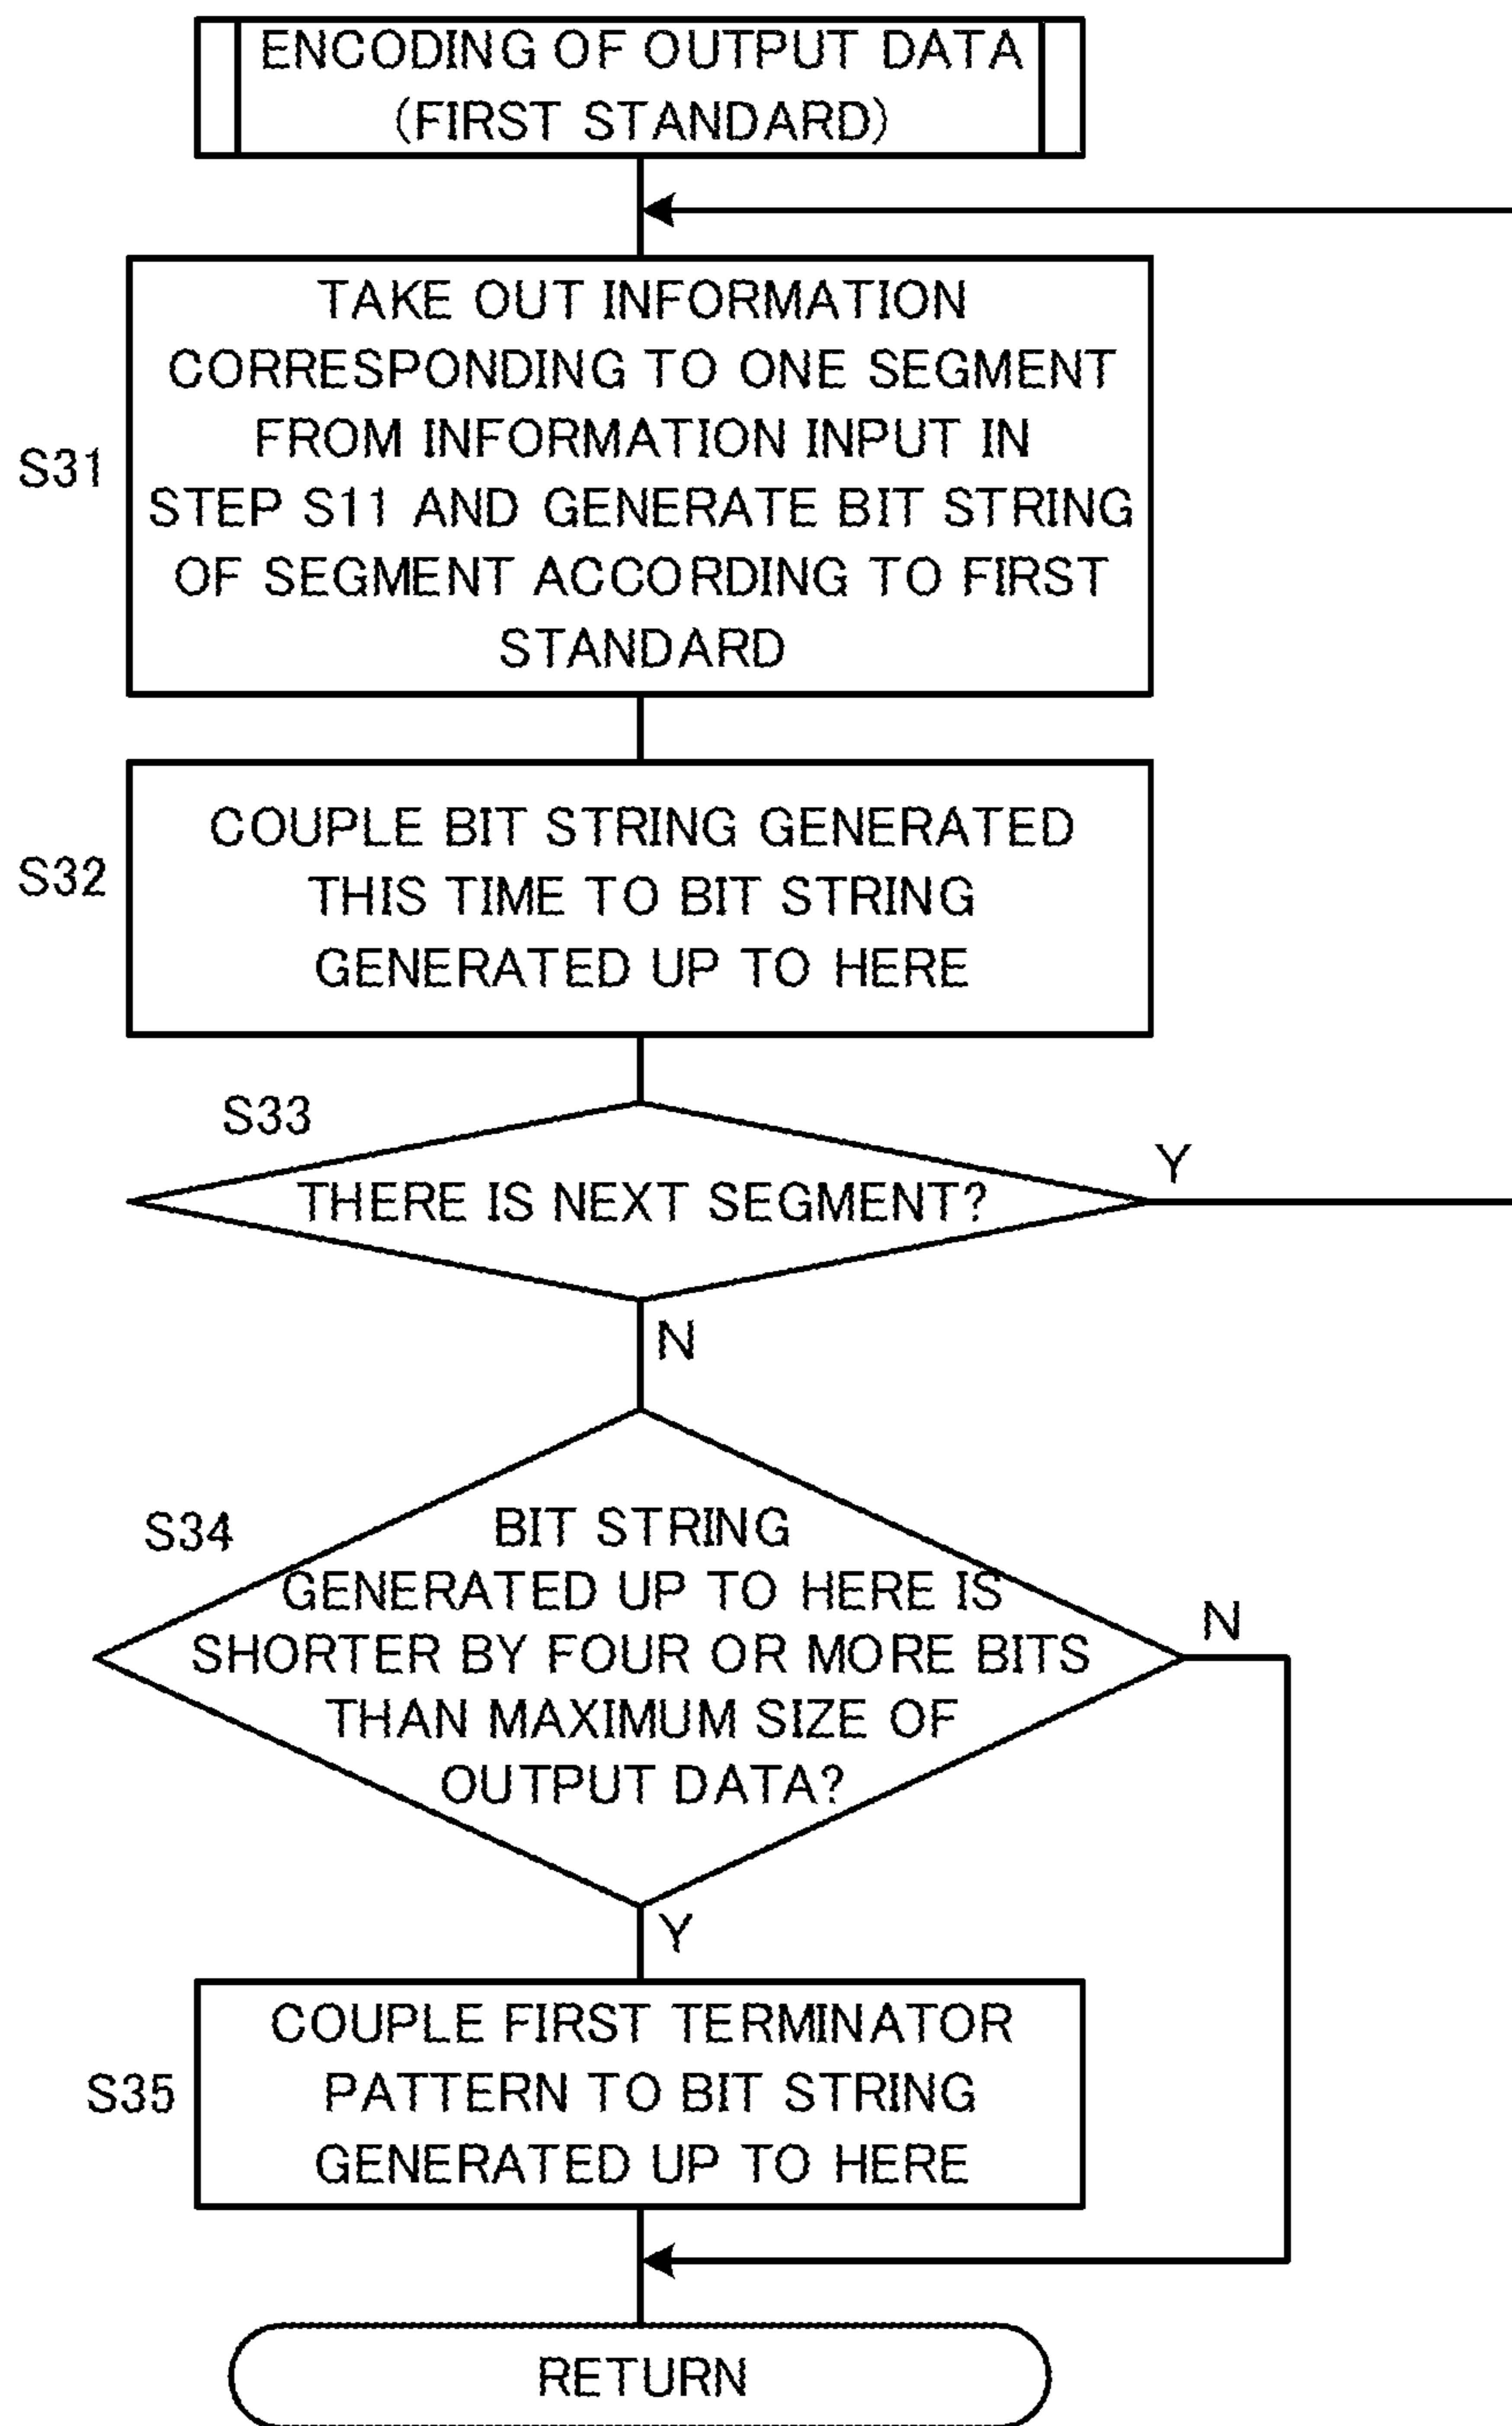 ENCODING OF OUTPUT DATA
(FIRST STANDARD)
S31
TAKE OUT INFORMATION
CORRESPONDING TO ONE SEGMENT
FROM INFORMATION INPUT IN
STEP S11 AND GENERATE BIT STRING
OF SEGMENT ACCORDING TO FIRST
STANDARD
S32
COUPLE BIT STRING GENERATED
THIS TIME TO BIT STRING
GENERATED UP TO HERE
S33
THERE IS NEXT SEGMENT?
Y
N
S34
BIT STRING
GENERATED UP TO HERE IS
SHORTER BY FOUR OR MORE BITS
THAN MAXIMUM SIZE OF
OUTPUT DATA?
N
Y
S35
COUPLE FIRST TERMINATOR
PATTERN TO BIT STRING
GENERATED UP TO HERE
RETURN